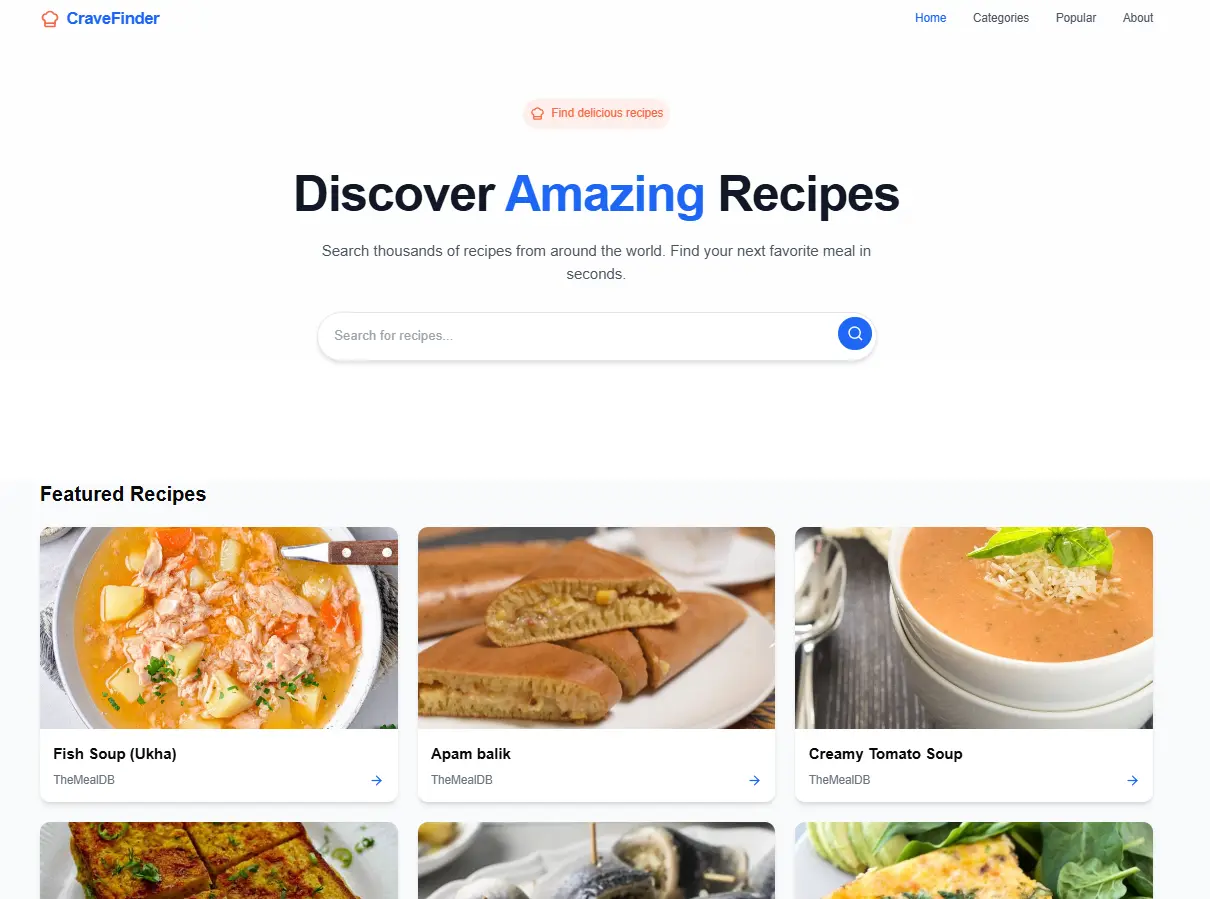 CraveFinder
Home Categories Popular About
Find delicious recipes
Discover Amazing Recipes
Search thousands of recipes from around the world. Find your next favorite meal in
seconds.
Search for recipes...
Featured Recipes
Fish Soup (Ukha)
TheMealDB
Apam balik
TheMealDB
Creamy Tomato Soup
TheMealDB